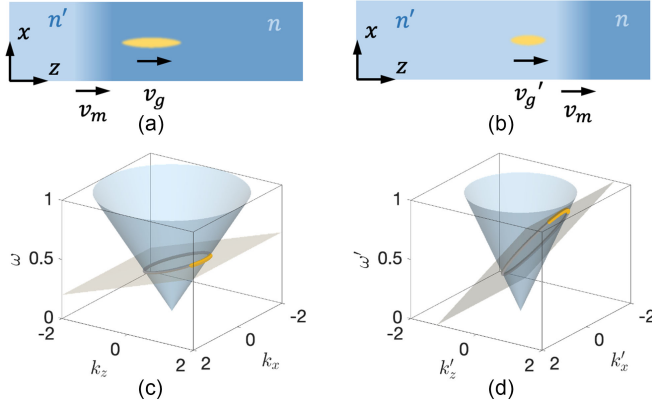 n′ n
x
z
v_m v_g
(a)
n′ n
x
z
v_g′ v_m
(b)
1
0.5
0
-2
0
2
2
0
-2
ω
k_z
k_x
(c)
1
0.5
0
-2
0
2
2
0
-2
ω′
k_z′
k_x′
(d)